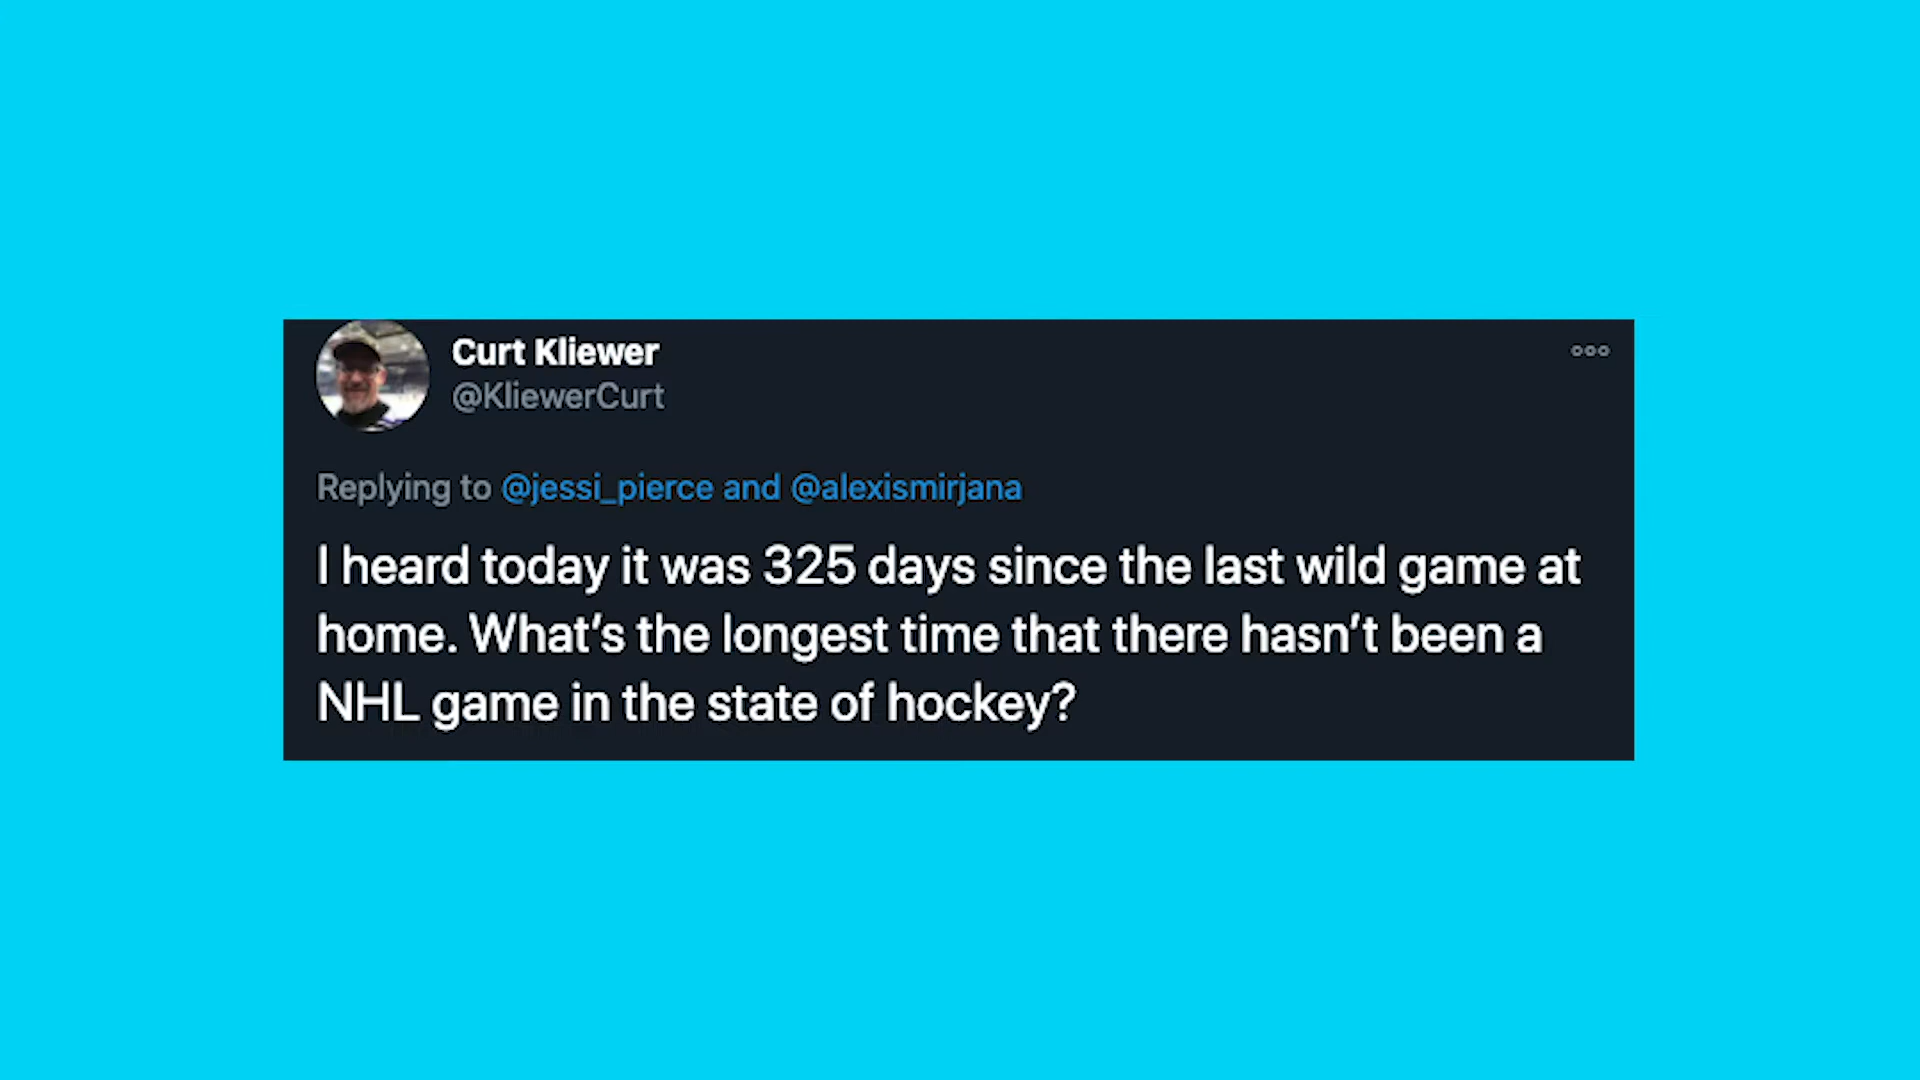 Curt Kliewer
@KliewerCurt
Replying to @jessi_pierce and @alexismirjana
I heard today it was 325 days since the last wild game at
home. What’s the longest time that there hasn’t been a
NHL game in the state of hockey?